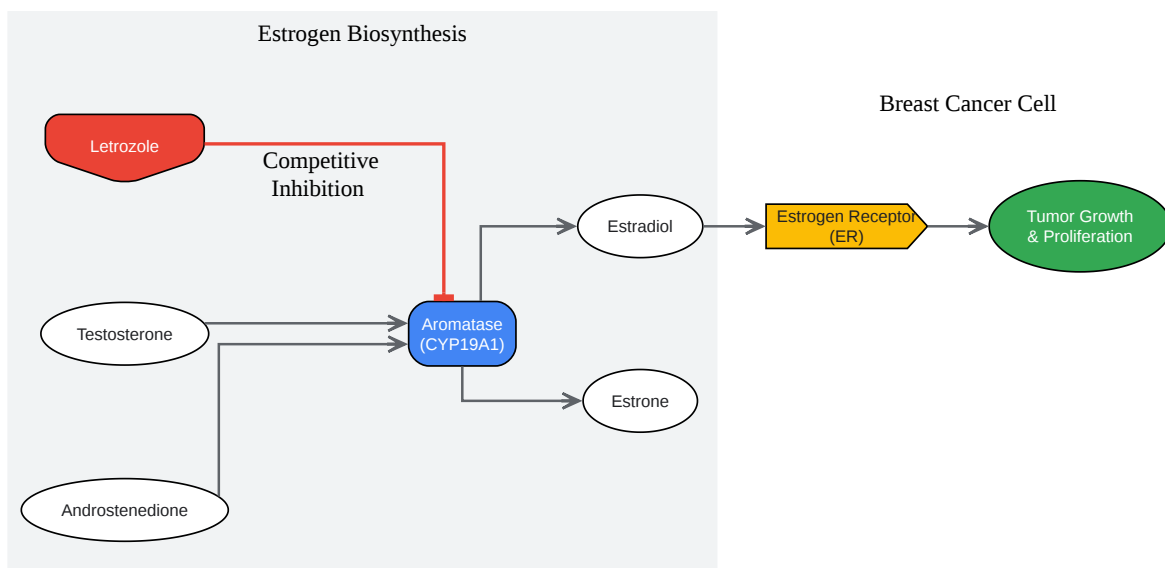 Estrogen Biosynthesis
Breast Cancer Cell
Letrozole
Competitive
Inhibition
Estradiol
Estrogen Receptor
(ER)
Tumor Growth
& Proliferation
Testosterone
Aromatase
(CYP19A1)
Estrone
Androstenedione